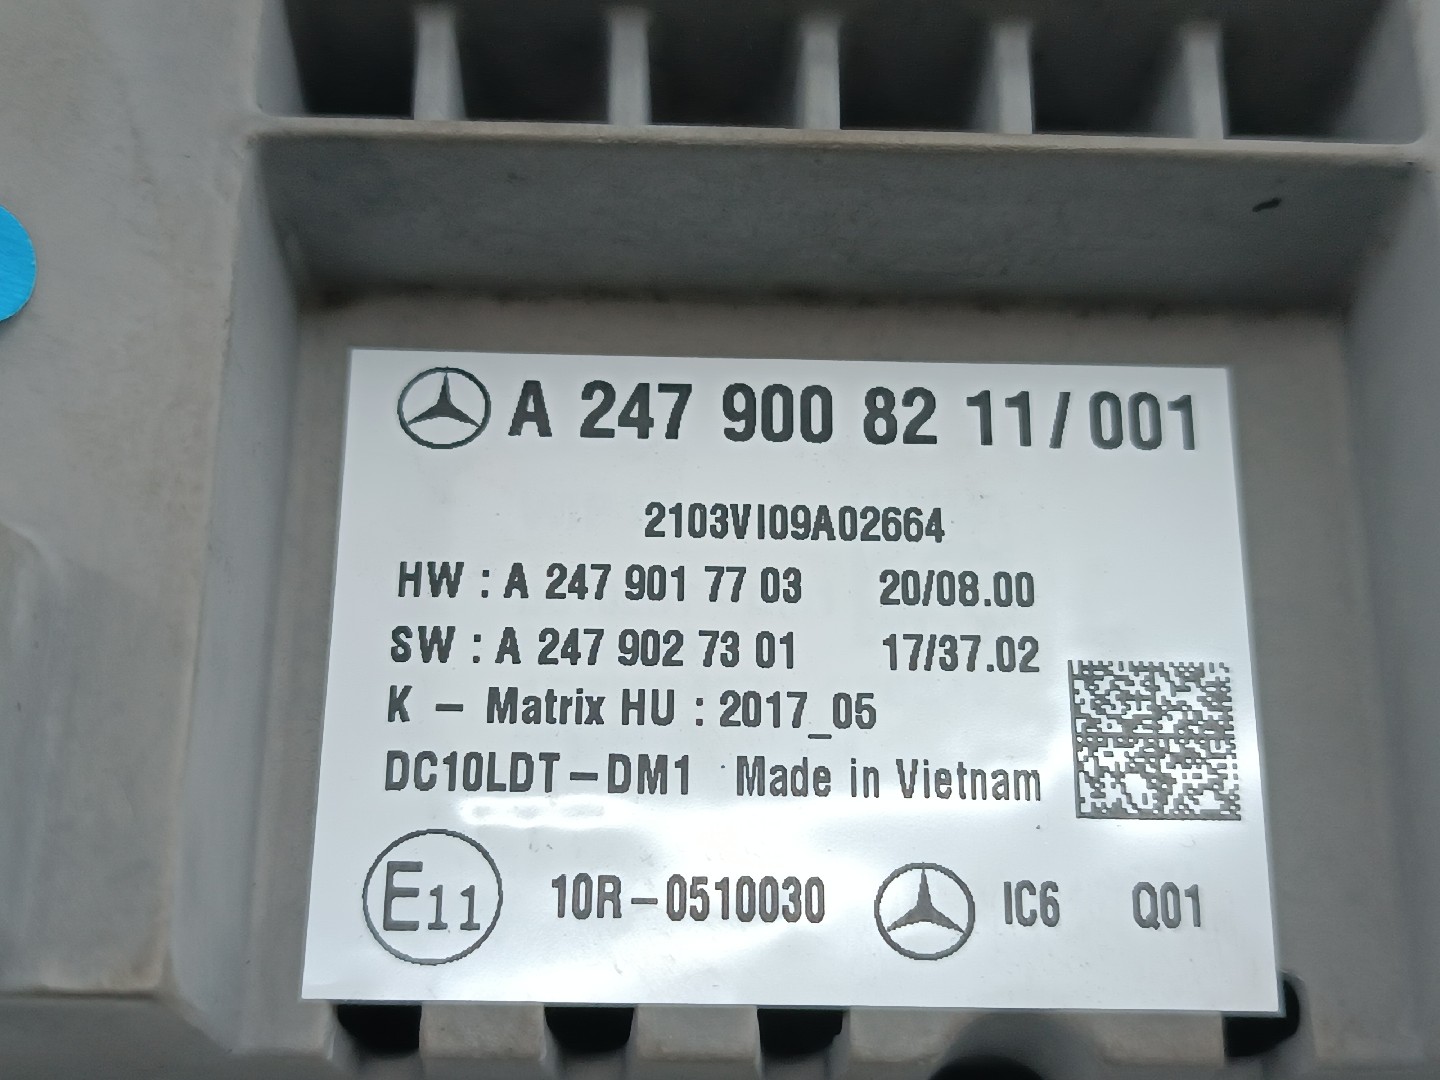 A 247 900 82 11/001
2103VI09A02664
HW : A 247 901 77 03 20/08.00
SW : A 247 902 73 01 17/37.02
K - Matrix HU : 2017_05
DC10LDT-DM1 Made in Vietnam
E11 10R-0510030 IC6 Q01